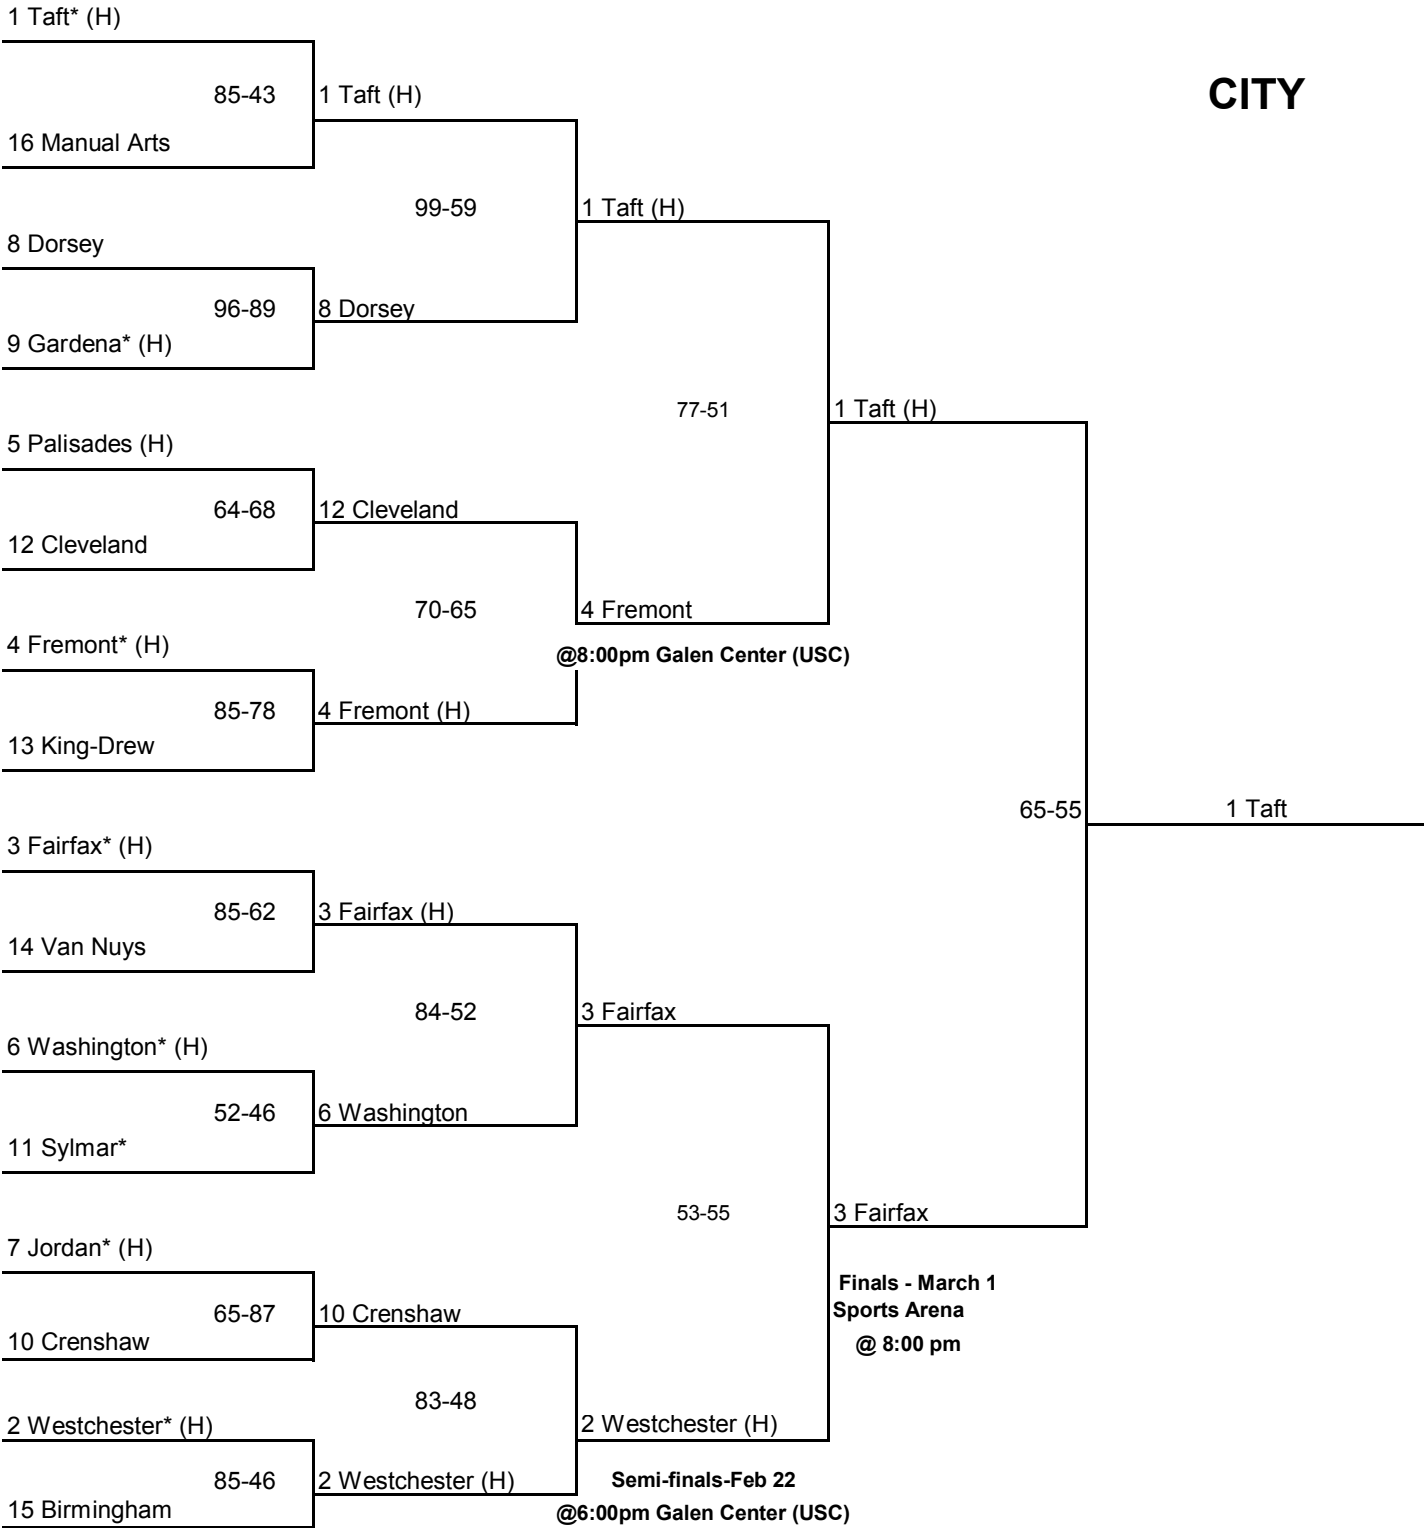 1 Taft* (H)
CITY
85-43
1 Taft (H)
16 Manual Arts
99-59
1 Taft (H)
8 Dorsey
96-89
8 Dorsey
9 Gardena* (H)
77-51
1 Taft (H)
5 Palisades (H)
64-68
12 Cleveland
12 Cleveland
70-65
4 Fremont
4 Fremont* (H)
@8:00pm Galen Center (USC)
85-78
4 Fremont (H)
13 King-Drew
65-55
1 Taft
3 Fairfax* (H)
85-62
3 Fairfax (H)
14 Van Nuys
84-52
3 Fairfax
6 Washington* (H)
52-46
6 Washington
11 Sylmar*
53-55
3 Fairfax
7 Jordan* (H)
Finals - March 1
Sports Arena
@ 8:00 pm
65-87
10 Crenshaw
10 Crenshaw
83-48
2 Westchester (H)
2 Westchester* (H)
85-46
2 Westchester (H)
Semi-finals-Feb 22
15 Birmingham
@6:00pm Galen Center (USC)